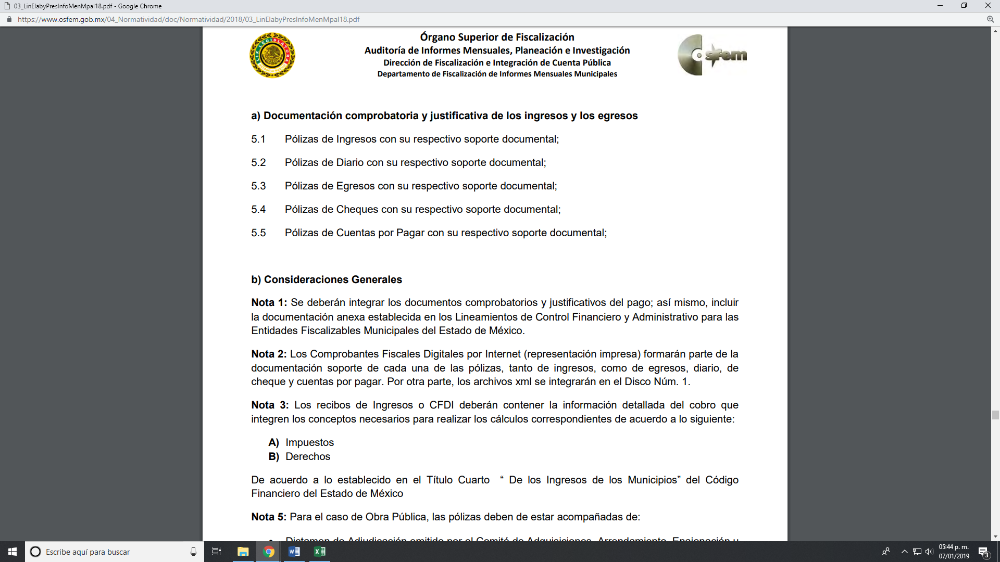 03_LinElabyPresInfoMenMpal18.pdf - Google Chrome
https://www.osfem.gob.mx/04_Normatividad/doc/Normatividad/2018/03_LinElabyPresInfoMenMpal18.pdf
LIX LEGISLATURA
Órgano Superior de Fiscalización
Auditoría de Informes Mensuales, Planeación e Investigación
Dirección de Fiscalización e Integración de Cuenta Pública
Departamento de Fiscalización de Informes Mensuales Municipales
osfem
a) Documentación comprobatoria y justificativa de los ingresos y los egresos
5.1 Pólizas de Ingresos con su respectivo soporte documental;
5.2 Pólizas de Diario con su respectivo soporte documental;
5.3 Pólizas de Egresos con su respectivo soporte documental;
5.4 Pólizas de Cheques con su respectivo soporte documental;
5.5 Pólizas de Cuentas por Pagar con su respectivo soporte documental;
b) Consideraciones Generales
Nota 1: Se deberán integrar los documentos comprobatorios y justificativos del pago; así mismo, incluir
la documentación anexa establecida en los Lineamientos de Control Financiero y Administrativo para las
Entidades Fiscalizables Municipales del Estado de México.
Nota 2: Los Comprobantes Fiscales Digitales por Internet (representación impresa) formarán parte de la
documentación soporte de cada una de las pólizas, tanto de ingresos, como de egresos, diario, de
cheque y cuentas por pagar. Por otra parte, los archivos xml se integrarán en el Disco Núm. 1.
Nota 3: Los recibos de Ingresos o CFDI deberán contener la información detallada del cobro que
integren los conceptos necesarios para realizar los cálculos correspondientes de acuerdo a lo siguiente:
A) Impuestos
B) Derechos
De acuerdo a lo establecido en el Título Cuarto “ De los Ingresos de los Municipios” del Código
Financiero del Estado de México
Nota 5: Para el caso de Obra Pública, las pólizas deben de estar acompañadas de:
• Dictamen de Adjudicación emitido por el Comité de Adquisiciones, Arrendamiento, Enajenación y
Escribe aquí para buscar
05:44 p. m.
07/01/2019
3